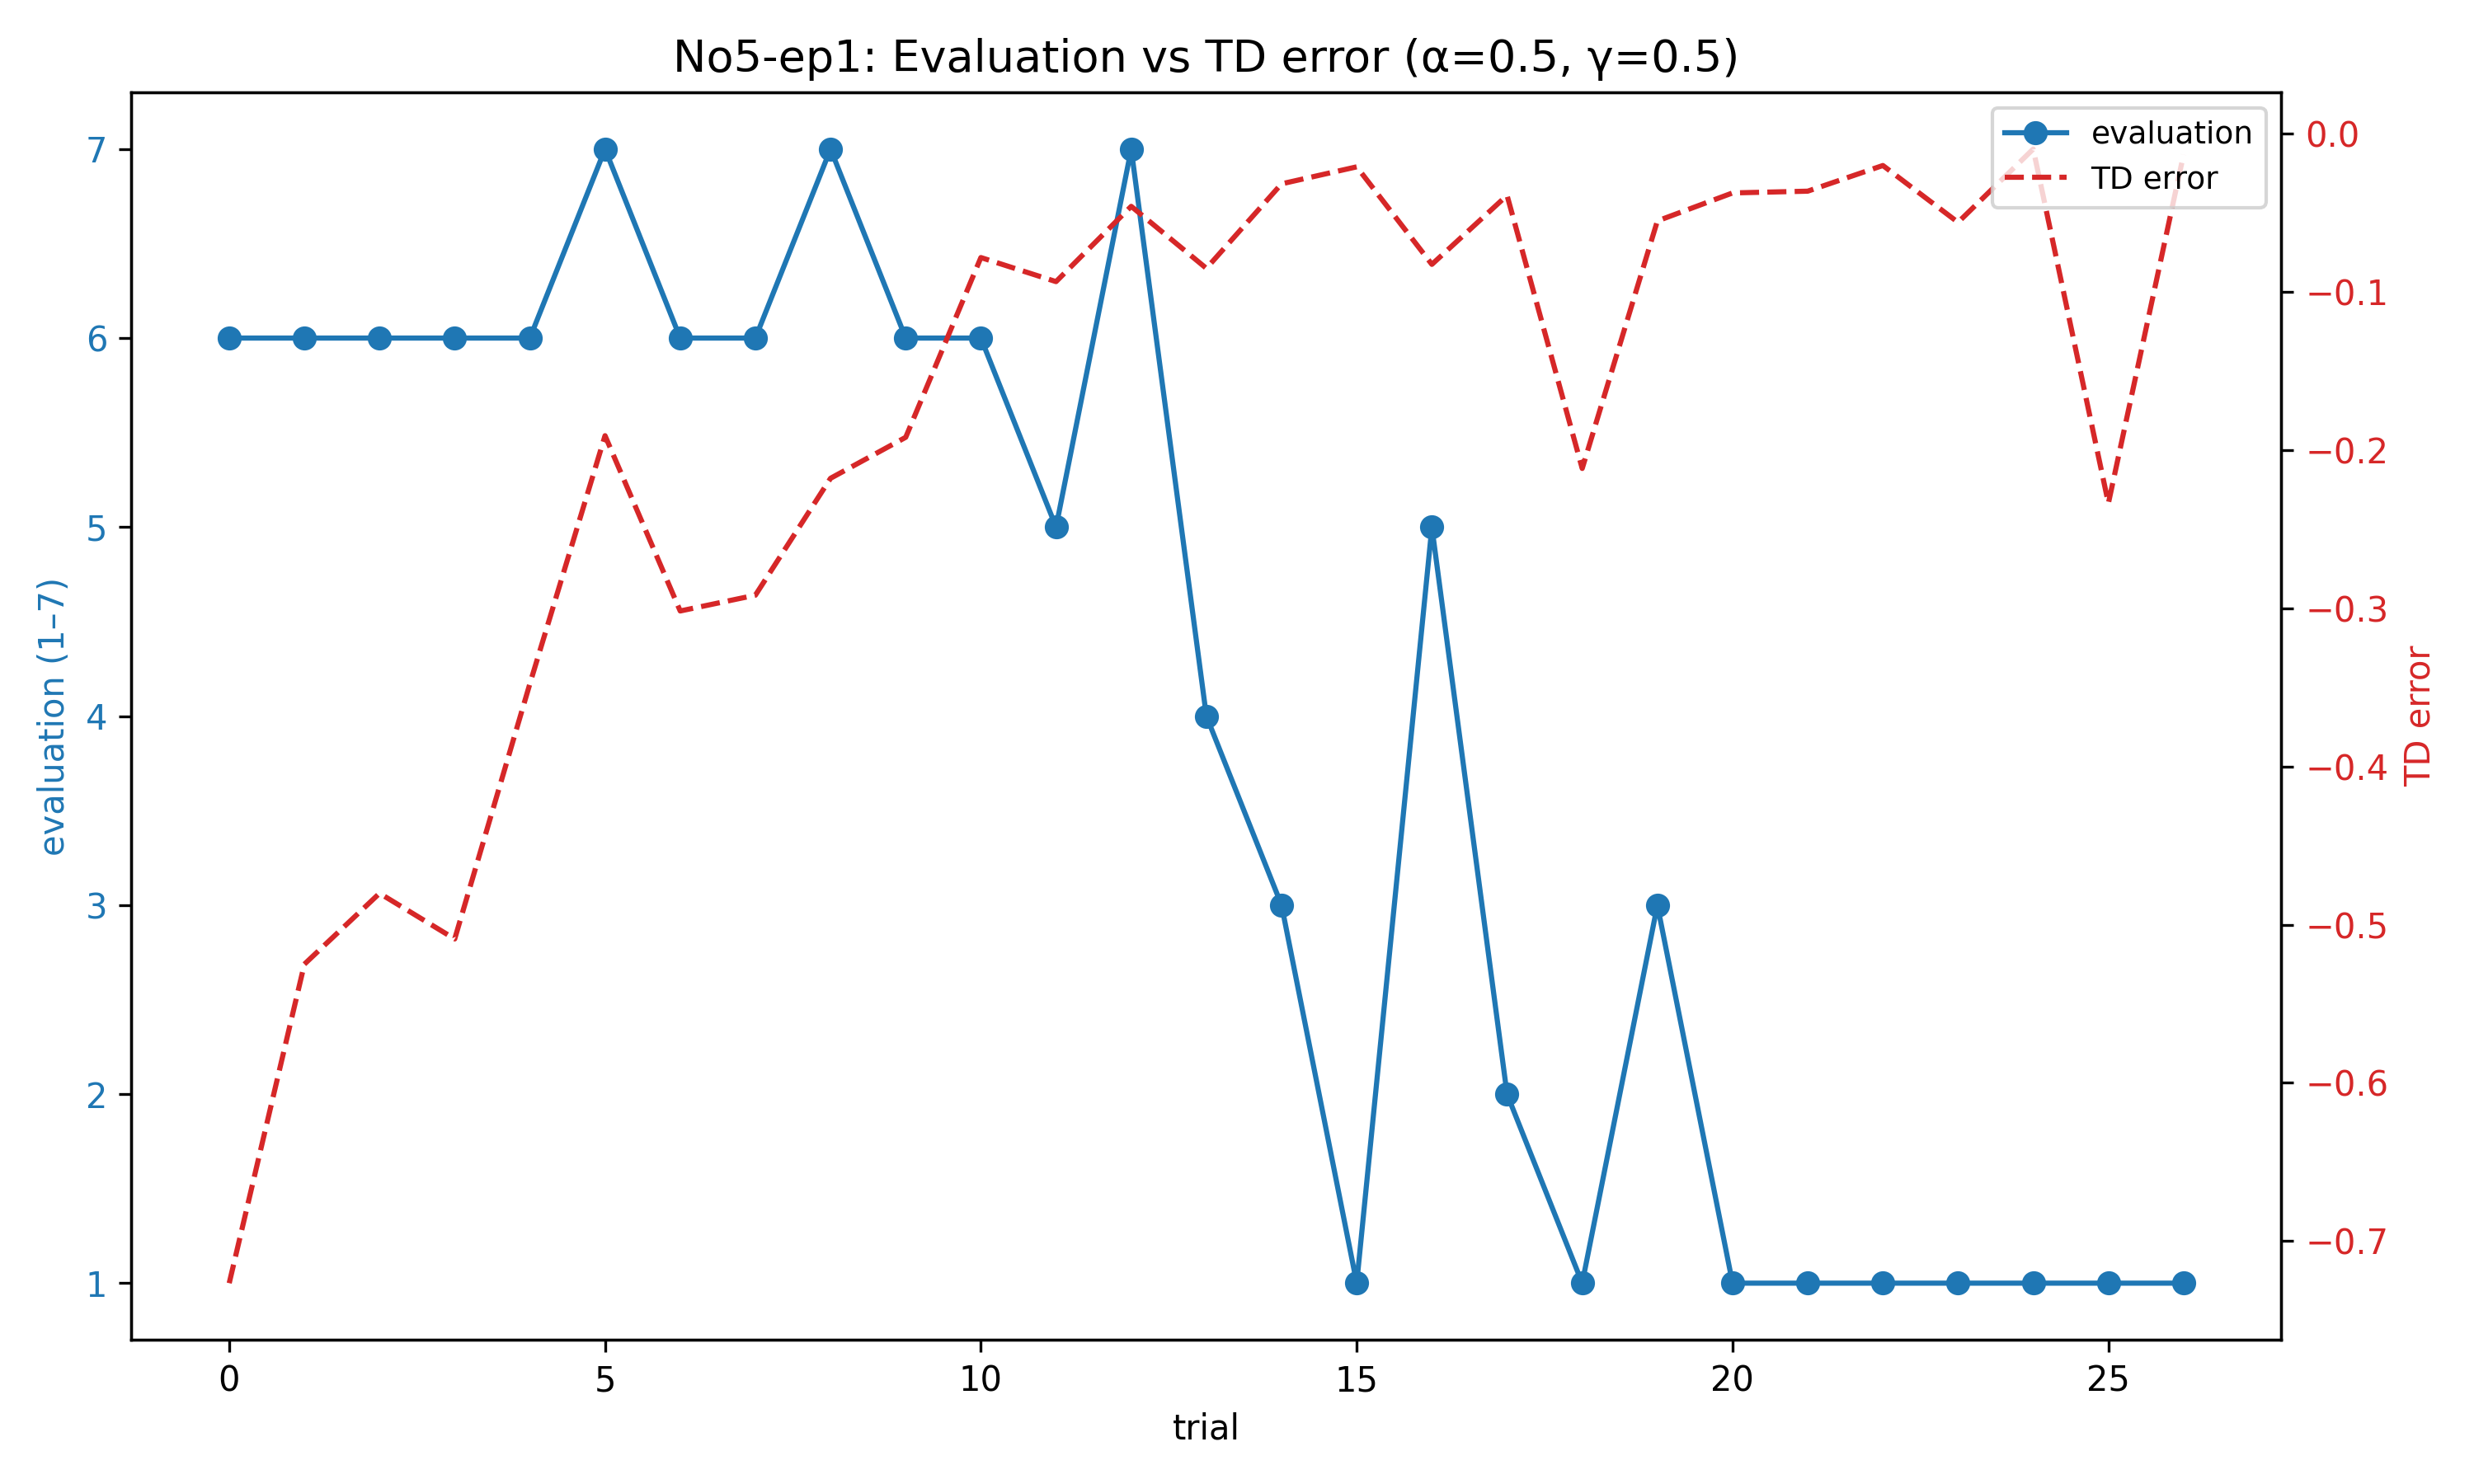 No5-ep1: Evaluation vs TD error (α=0.5, γ=0.5)
evaluation
TD error
7
6
5
4
3
2
1
evaluation (1–7)
0.0
−0.1
−0.2
−0.3
−0.4
−0.5
−0.6
−0.7
TD error
0 5 10 15 20 25
trial